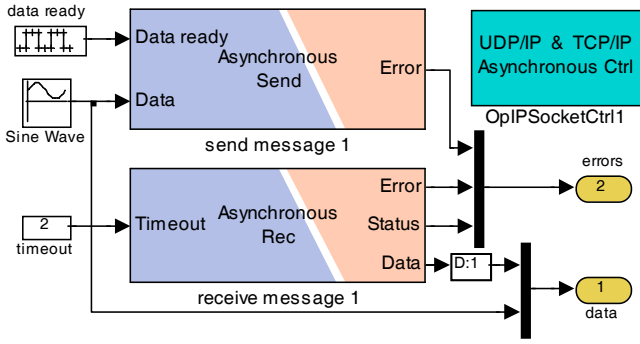 data ready
Data ready
Asynchronous
Send
Error
Data
Sine Wave
send message 1
UDP/IP & TCP/IP
Asynchronous Ctrl
OpIPSocketCtrl1
errors
2
Error
Asynchronous
Rec
Timeout
2
timeout
Status
Data
D:1
receive message 1
1
data